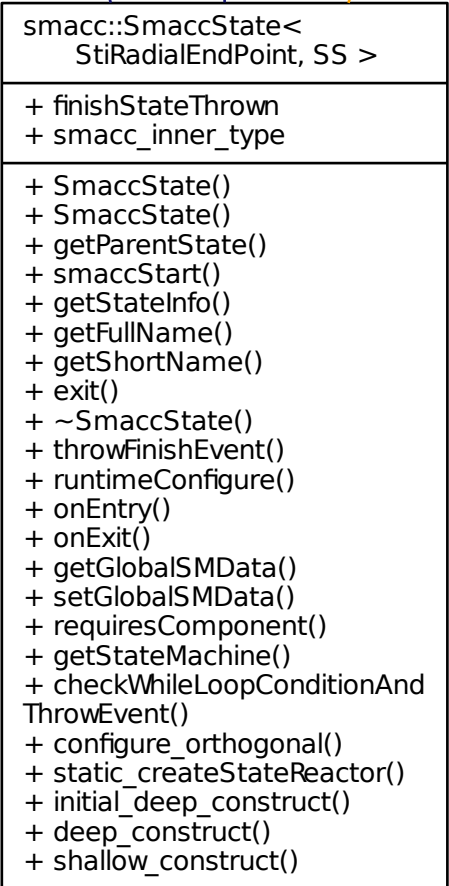 smacc::SmaccState<
StiRadialEndPoint, SS >
+ finishStateThrown
+ smacc_inner_type
+ SmaccState()
+ SmaccState()
+ getParentState()
+ smaccStart()
+ getStateInfo()
+ getFullName()
+ getShortName()
+ exit()
+ ~SmaccState()
+ throwFinishEvent()
+ runtimeConfigure()
+ onEntry()
+ onExit()
+ getGlobalSMData()
+ setGlobalSMData()
+ requiresComponent()
+ getStateMachine()
+ checkWhileLoopConditionAnd
ThrowEvent()
+ configure_orthogonal()
+ static_createStateReactor()
+ initial_deep_construct()
+ deep_construct()
+ shallow_construct()